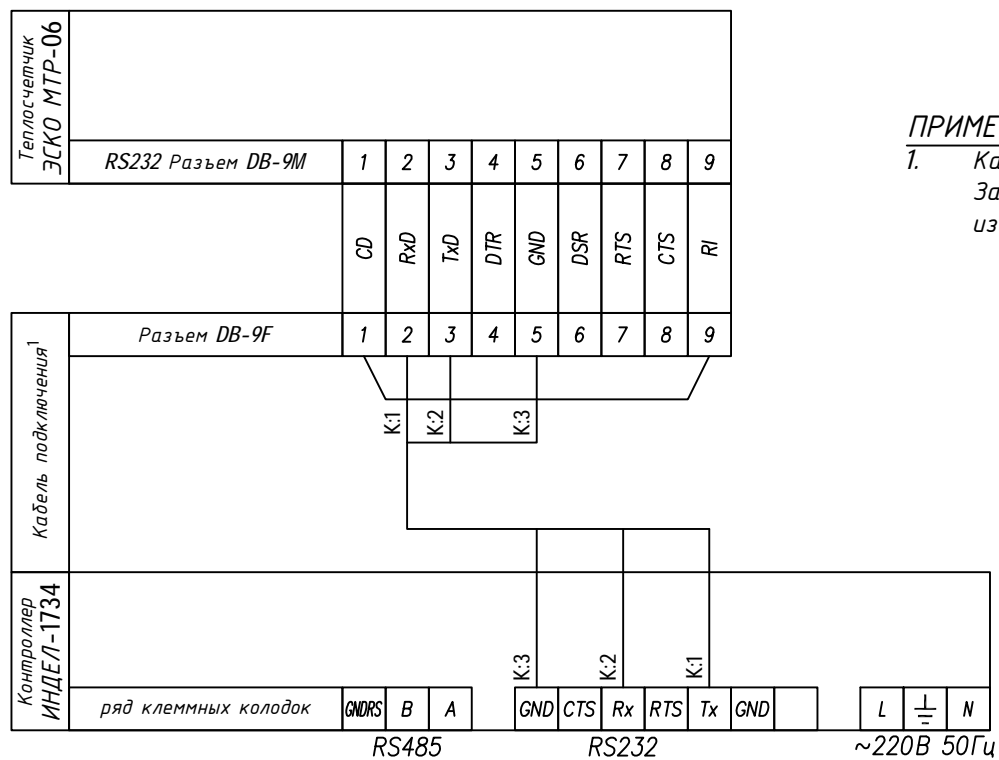 Теплосчетчик
ЭСКО МТР-06
RS232 Разъем DB-9M 1 2 3 4 5 6 7 8 9
CD RxD TxD DTR GND DSR RTS CTS RI
Кабель подключения¹
Разъем DB-9F 1 2 3 4 5 6 7 8 9
К:1 К:2 К:3
Контроллер
ИНДЕЛ-1734
К:3 К:2 К:1
ряд клеммных колодок GNDRS B A GND CTS Rx RTS Tx GND L N
RS485 RS232 ~220В 50Гц
ПРИМЕ
1. Ка
За
из